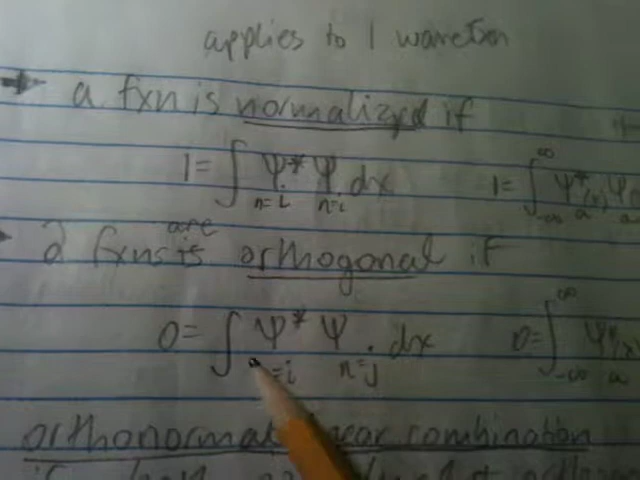 applies to 1 wavefxn
→ a fxn is normalized if
1 = ∫ ψ* n=i ψ n=i dx 1 = ∫ ∞ -∞ ψ* a (x) ψ
are
2 fxns is orthogonal if
0 = ∫ ψ* =i ψ n=j dx 0 = ∫ ∞ -∞ ψ* a
orthonormal linear combination
if